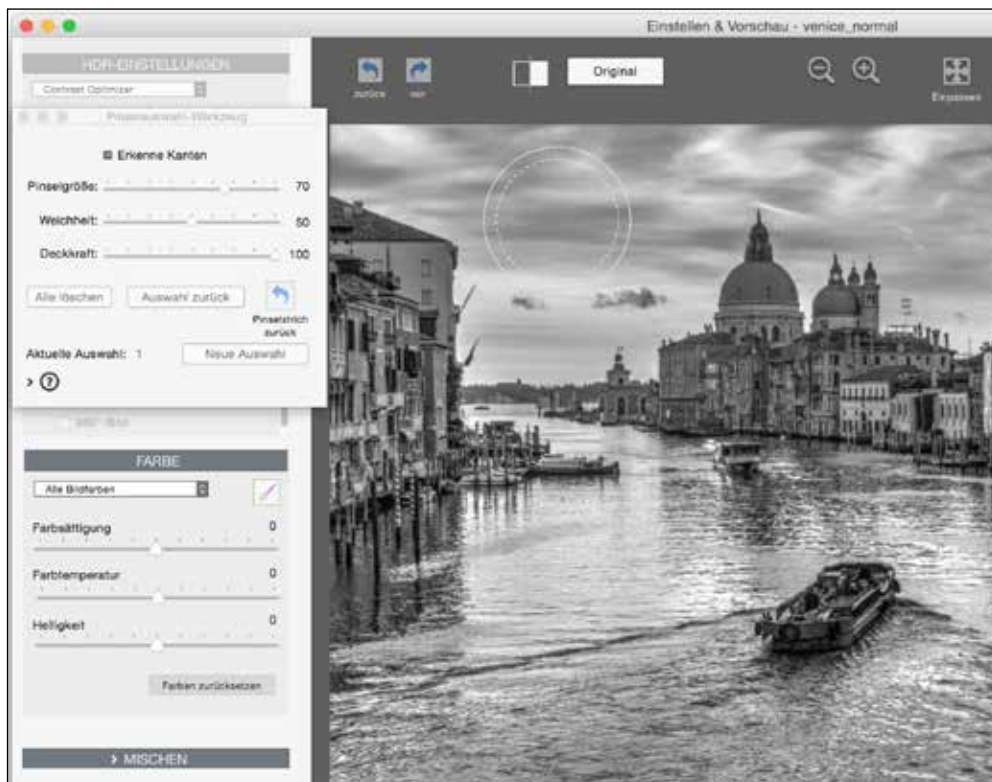 Einstellen & Vorschau - venice_normal
HDR-EINSTELLUNGEN
Contrast Optimizer
zurück
vor
Original
Einpassen
Pinselauswahl-Werkzeug
Erkenne Kanten
Pinselgröße: 70
Weichheit: 50
Deckkraft: 100
Alle löschen
Auswahl zurück
Pinselstrich
zurück
Aktuelle Auswahl: 1
Neue Auswahl
> ?
360°-Bild
FARBE
Alle Bildfarben
Farbsättigung 0
Farbtemperatur 0
Helligkeit 0
Farben zurücksetzen
> MISCHEN